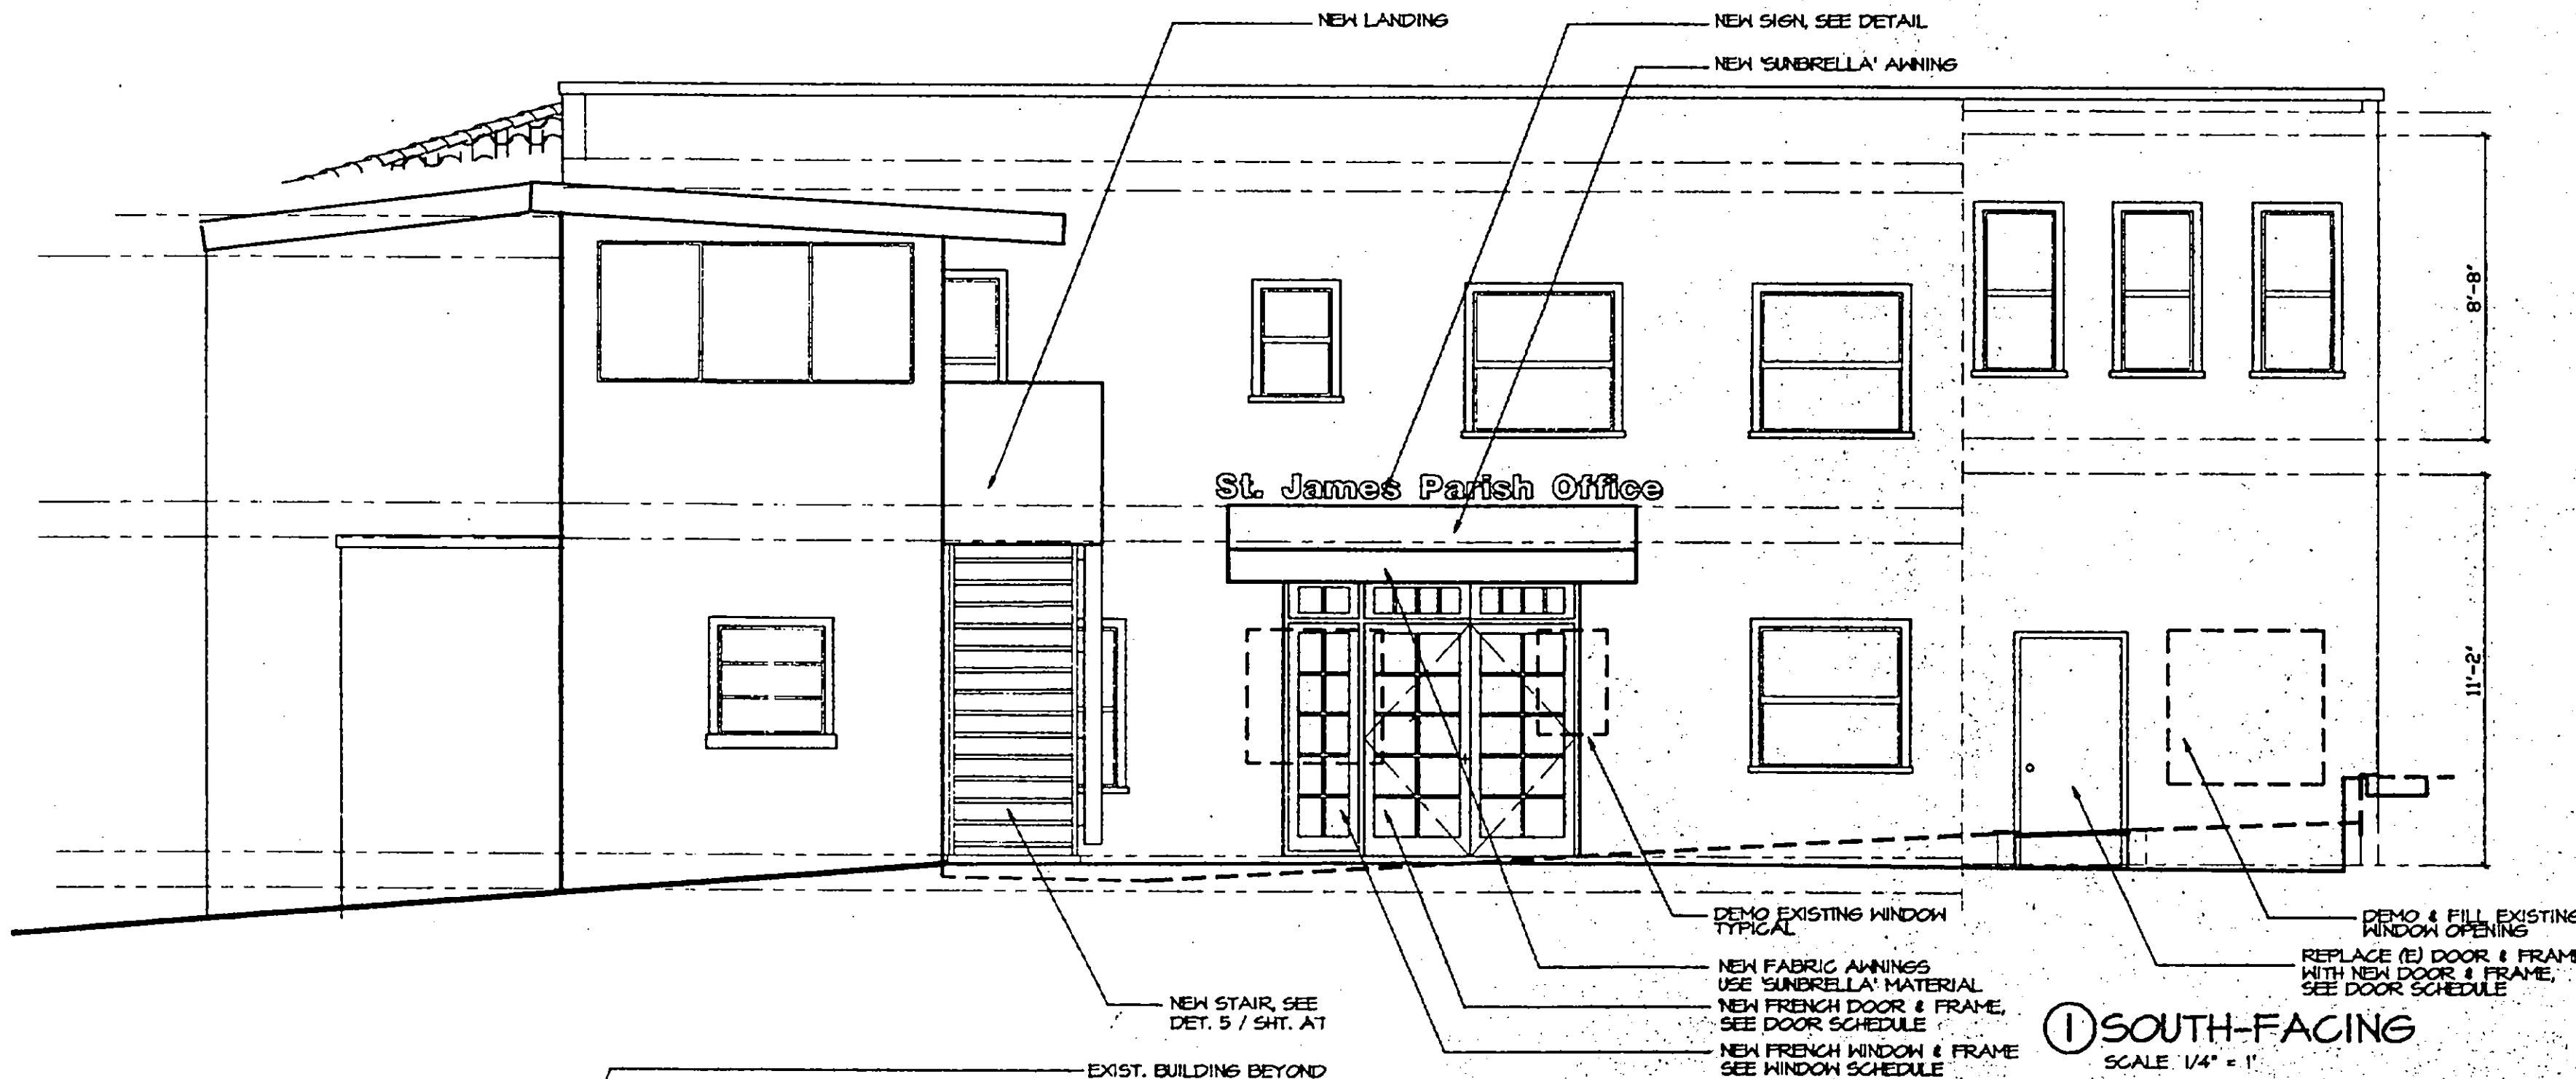 NEW LANDING
NEW SIGN, SEE DETAIL
NEW 'SUNBRELLA' AWNING
8'-8"
St. James Parish Office
11'-2"
DEMO EXISTING WINDOW
TYPICAL
DEMO & FILL EXISTING
WINDOW OPENING
REPLACE (E) DOOR & FRAME
WITH NEW DOOR & FRAME,
SEE DOOR SCHEDULE
NEW FABRIC AWNINGS
USE 'SUNBRELLA' MATERIAL
NEW FRENCH DOOR & FRAME,
SEE DOOR SCHEDULE
NEW FRENCH WINDOW & FRAME
SEE WINDOW SCHEDULE
NEW STAIR, SEE
DET. 5 / SHT. A7
1 SOUTH-FACING
SCALE 1/4" = 1'
EXIST. BUILDING BEYOND